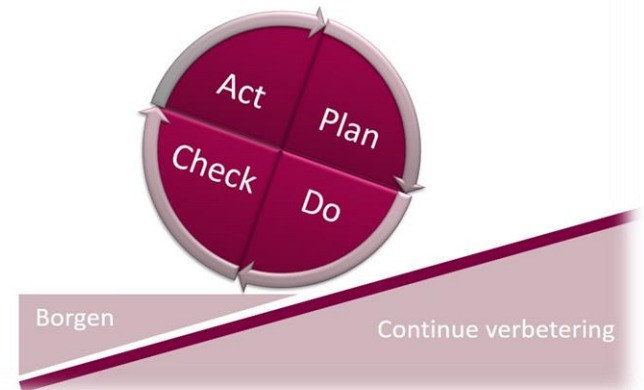 Act
Plan
Check
Do
Borgen
Continue verbetering